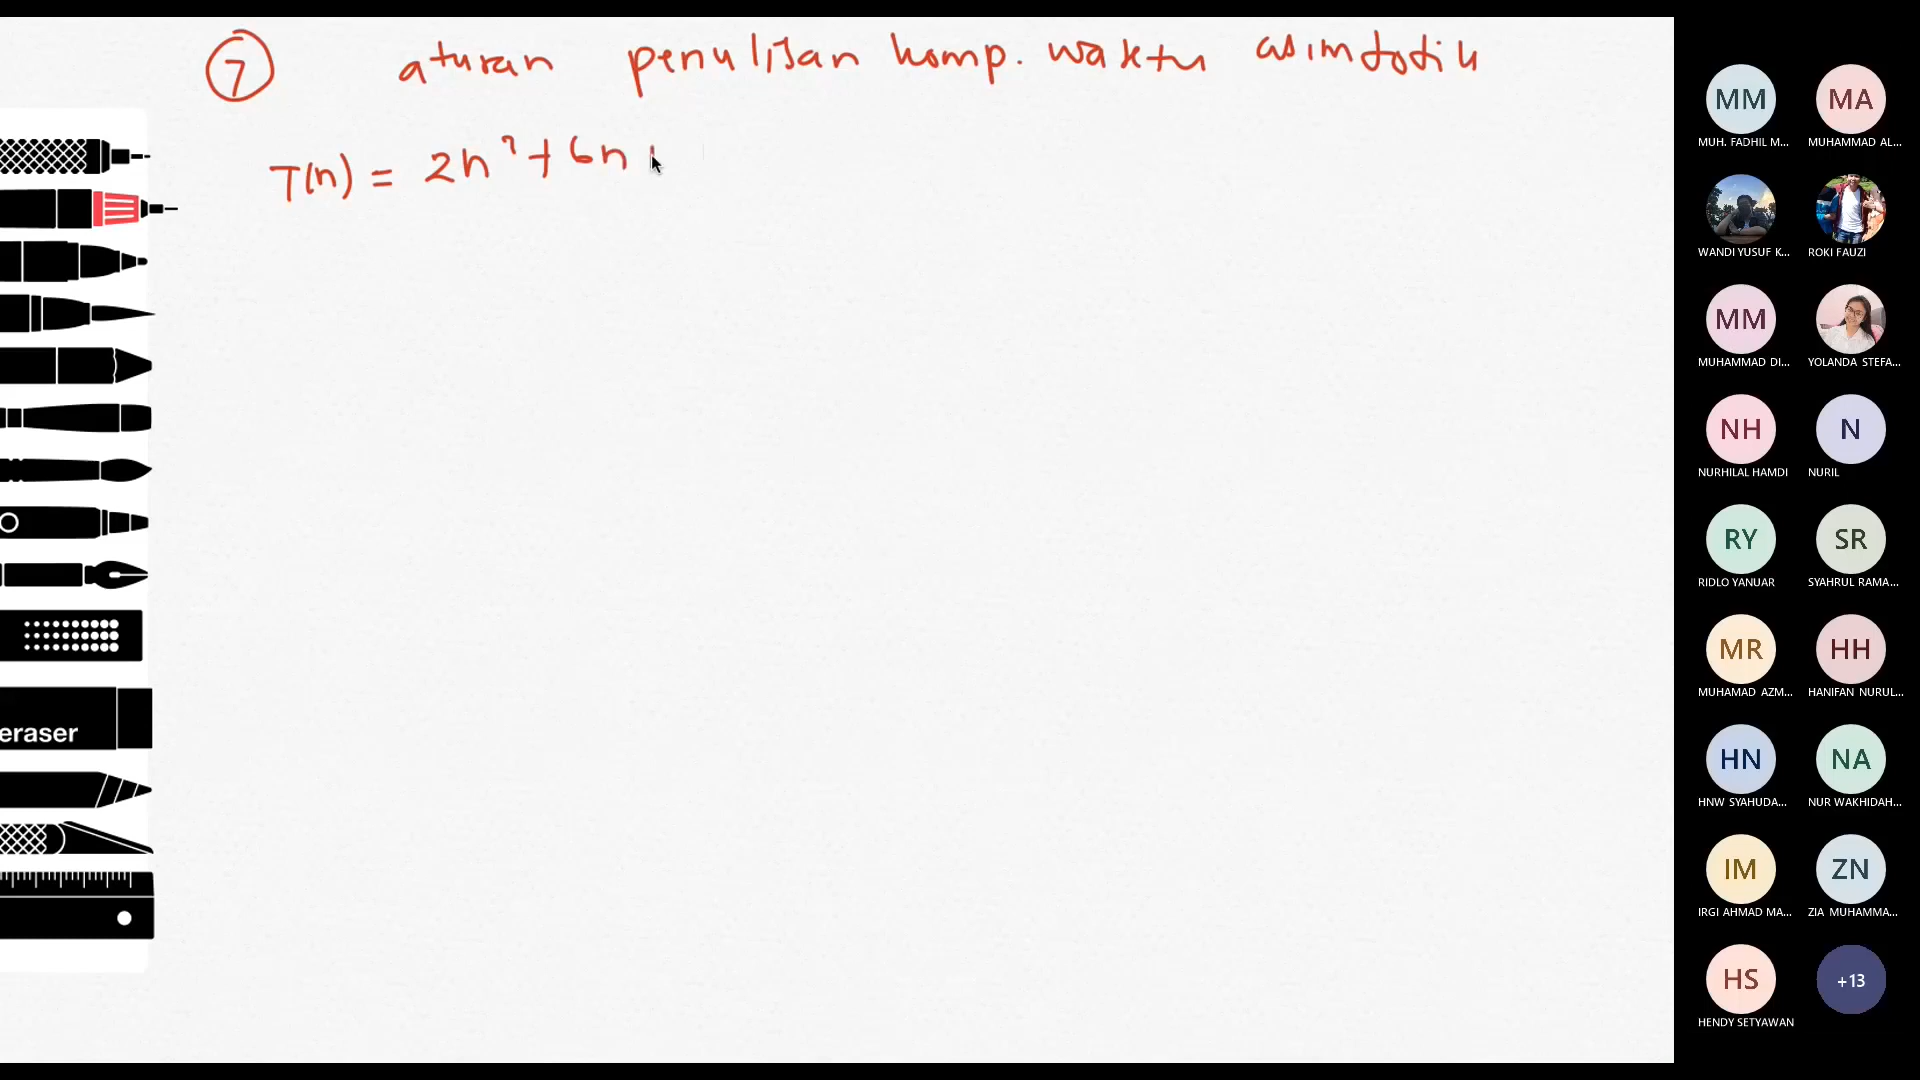 7 aturan penulisan komp. waktu asimtotik
T(n) = 2n² + 6n
eraser
MM MA
MUH. FADHIL M... MUHAMMAD AL...
WANDI YUSUF K... ROKI FAUZI
MM
MUHAMMAD DI... YOLANDA STEFA...
NH N
NURHILAL HAMDI NURIL
RY SR
RIDLO YANUAR SYAHRUL RAMA...
MR HH
MUHAMAD AZM... HANIFAN NURUL...
HN NA
HNW SYAHUDA... NUR WAKHIDAH...
IM ZN
IRGI AHMAD MA... ZIA MUHAMMA...
HS +13
HENDY SETYAWAN